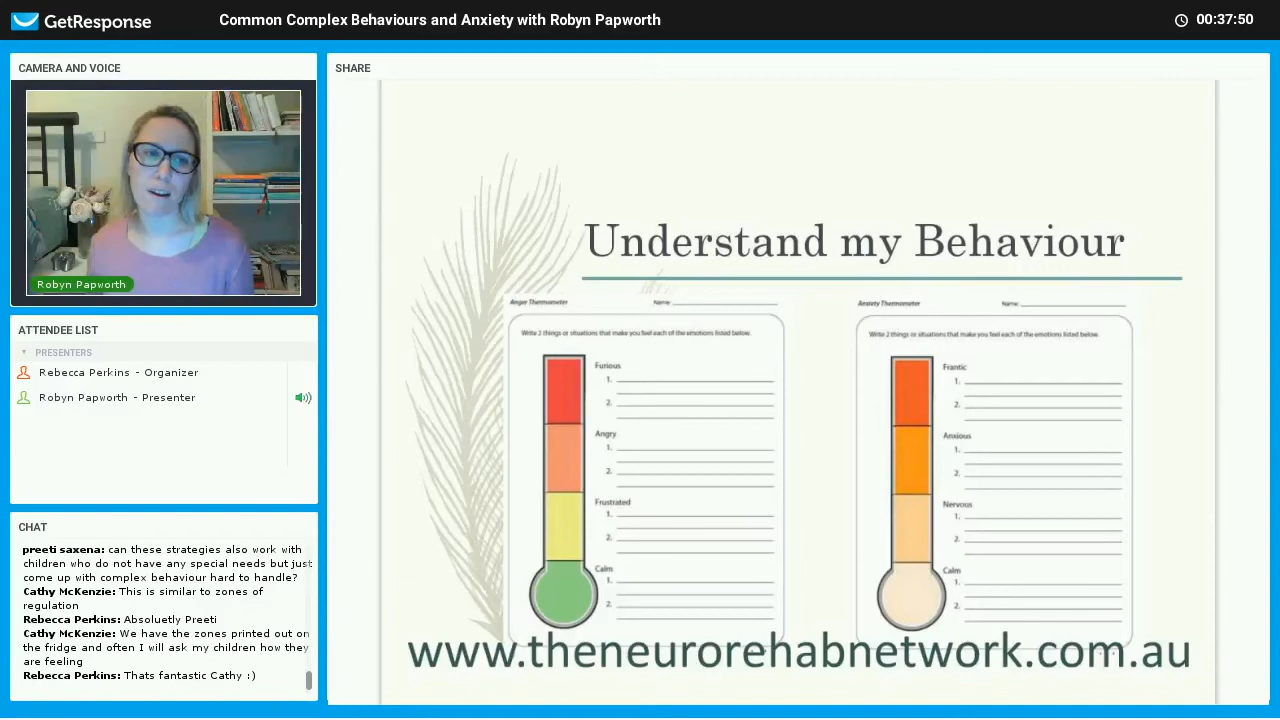 GetResponse
Common Complex Behaviours and Anxiety with Robyn Papworth
00:37:50
CAMERA AND VOICE
Robyn Papworth
ATTENDEE LIST
PRESENTERS
Rebecca Perkins - Organizer
Robyn Papworth - Presenter
CHAT
preeti saxena: can these strategies also work with
children who do not have any special needs but just
come up with complex behaviour hard to handle?
Cathy McKenzie: This is similar to zones of
regulation
Rebecca Perkins: Absoluetly Preeti
Cathy McKenzie: We have the zones printed out on
the fridge and often I will ask my children how they
are feeling
Rebecca Perkins: Thats fantastic Cathy :)
SHARE
Understand my Behaviour
Anger Thermometer
Name:
Write 2 things or situations that make you feel each of the emotions listed below.
Furious
1.
2.
Angry
1.
2.
Frustrated
1.
2.
Calm
1.
2.
Anxiety Thermometer
Name:
Write 2 things or situations that make you feel each of the emotions listed below.
Frantic
1.
2.
Anxious
1.
2.
Nervous
1.
2.
Calm
1.
2.
www.theneurorehabnetwork.com.au